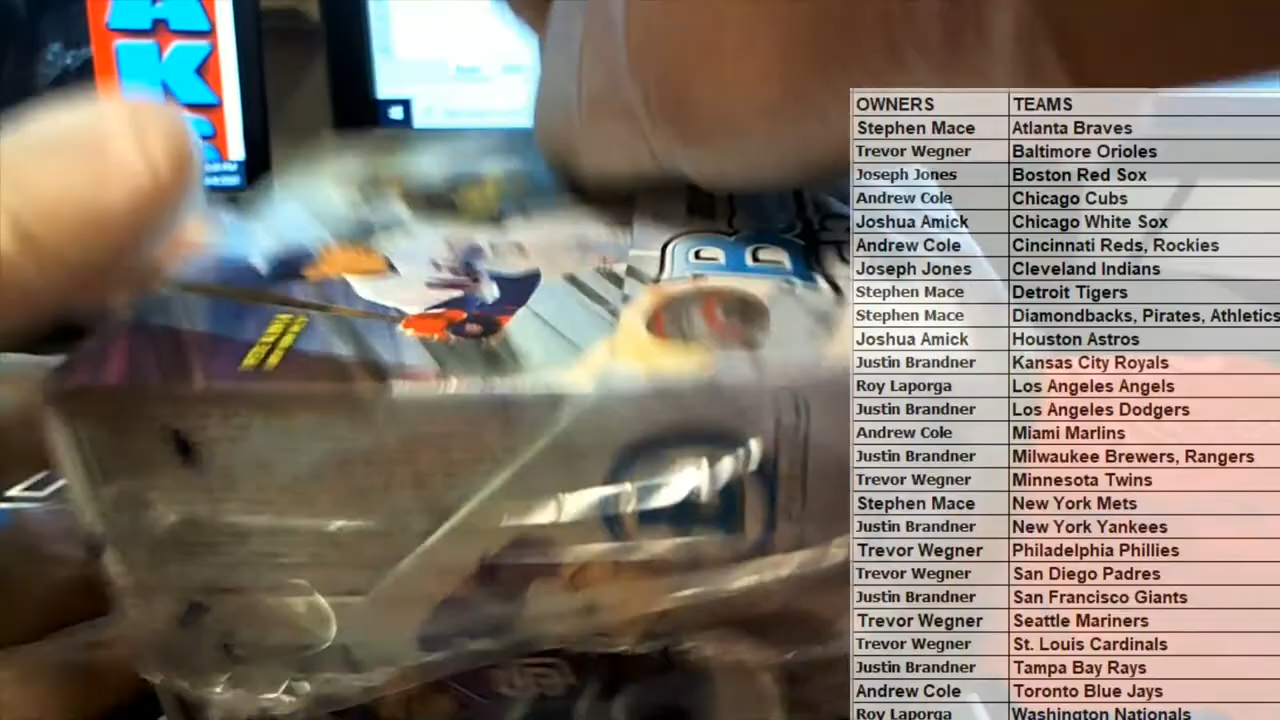 OWNERS TEAMS
Stephen Mace Atlanta Braves
Trevor Wegner Baltimore Orioles
Joseph Jones Boston Red Sox
Andrew Cole Chicago Cubs
Joshua Amick Chicago White Sox
Andrew Cole Cincinnati Reds, Rockies
Joseph Jones Cleveland Indians
Stephen Mace Detroit Tigers
Stephen Mace Diamondbacks, Pirates, Athletics
Joshua Amick Houston Astros
Justin Brandner Kansas City Royals
Roy Laporga Los Angeles Angels
Justin Brandner Los Angeles Dodgers
Andrew Cole Miami Marlins
Justin Brandner Milwaukee Brewers, Rangers
Trevor Wegner Minnesota Twins
Stephen Mace New York Mets
Justin Brandner New York Yankees
Trevor Wegner Philadelphia Phillies
Trevor Wegner San Diego Padres
Justin Brandner San Francisco Giants
Trevor Wegner Seattle Mariners
Trevor Wegner St. Louis Cardinals
Justin Brandner Tampa Bay Rays
Andrew Cole Toronto Blue Jays
Roy Laporga Washington Nationals